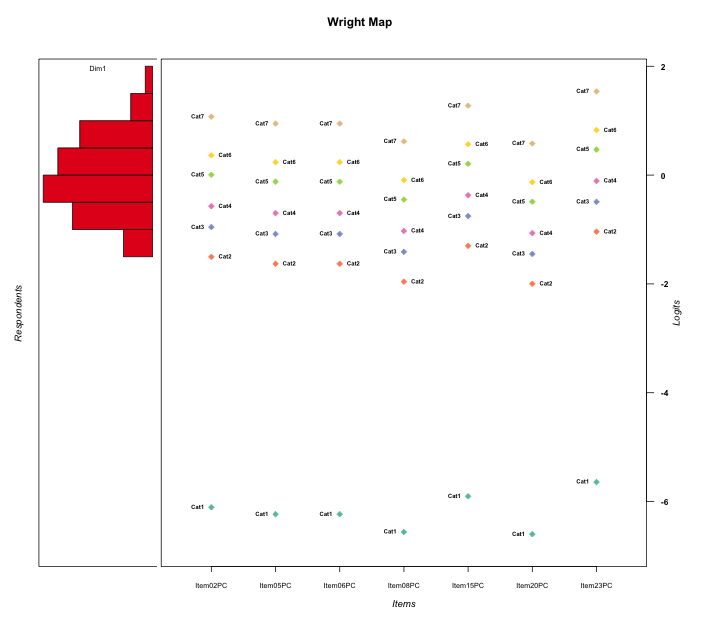 Wright Map
Dim1
Respondents
Cat7 Cat6 Cat5 Cat4 Cat3 Cat2 Cat1
Cat7 Cat6 Cat5 Cat4 Cat3 Cat2 Cat1
Cat7 Cat6 Cat5 Cat4 Cat3 Cat2 Cat1
Cat7 Cat6 Cat5 Cat4 Cat3 Cat2 Cat1
Cat7 Cat6 Cat5 Cat4 Cat3 Cat2 Cat1
Cat7 Cat6 Cat5 Cat4 Cat3 Cat2 Cat1
Cat7 Cat6 Cat5 Cat4 Cat3 Cat2 Cat1
2
0
-2
-4
-6
Logits
Item02PC Item05PC Item06PC Item08PC Item15PC Item20PC Item23PC
Items